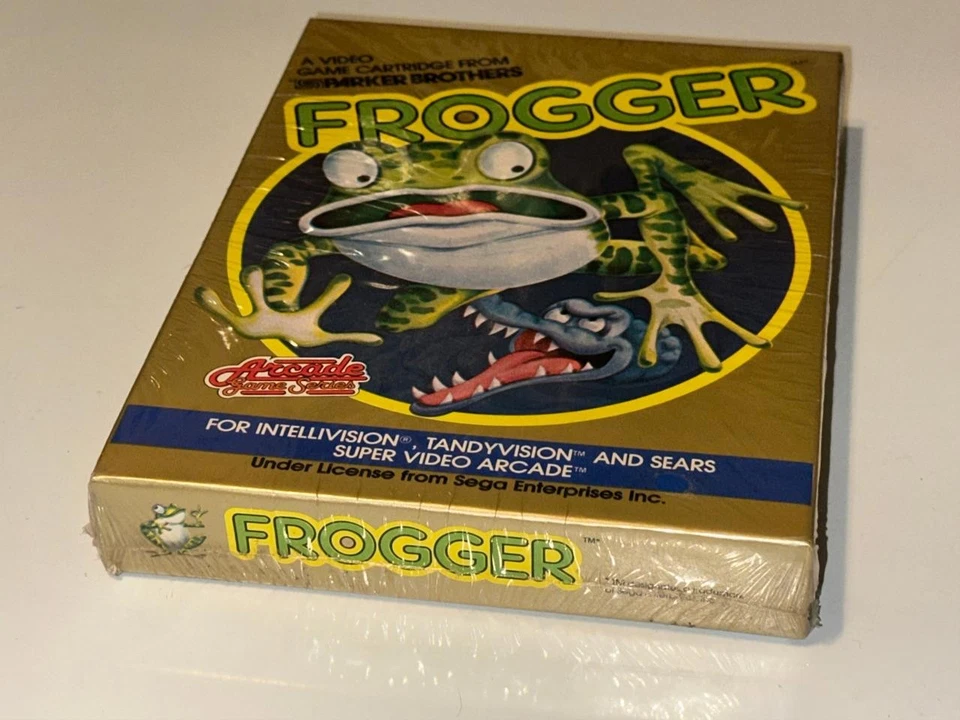 A VIDEO
GAME CARTRIDGE FROM
PARKER BROTHERS
FROGGER
Arcade
Game Series
FOR INTELLIVISION®, TANDYVISION™ AND SEARS
SUPER VIDEO ARCADE™
Under License from Sega Enterprises Inc.
FROGGER
™*